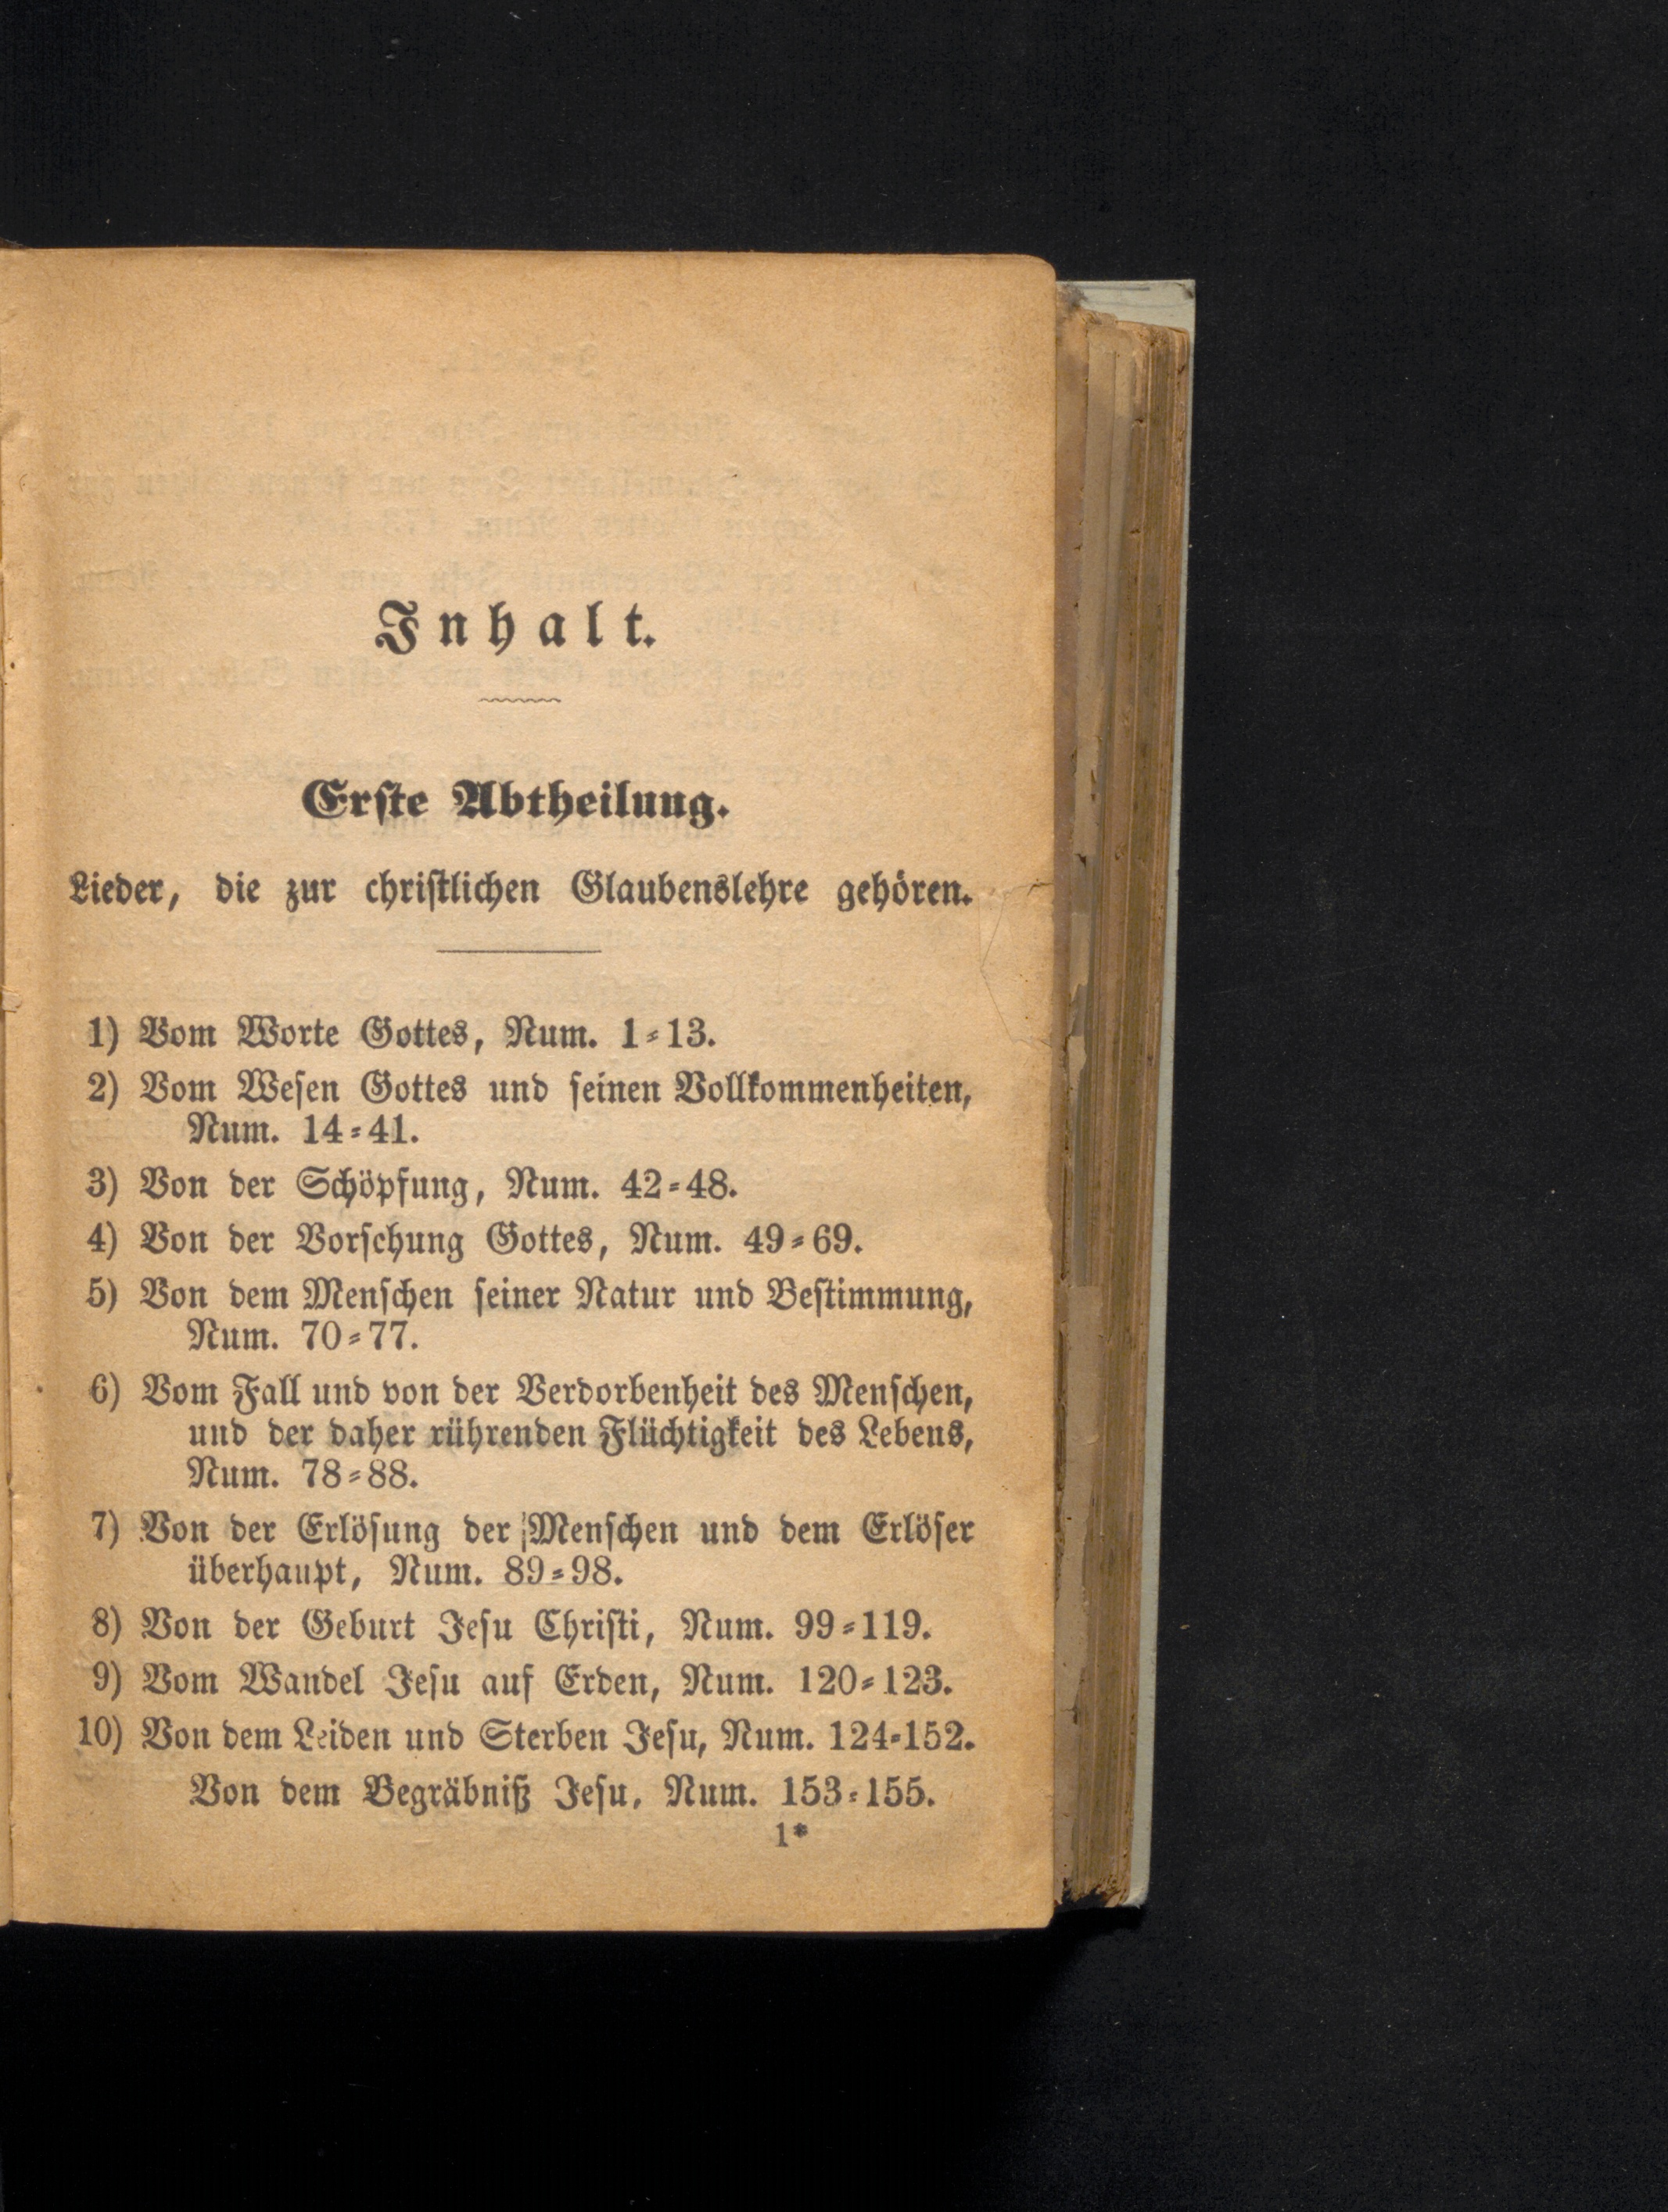 Inhalt.
Erste Abtheilung.
Lieder, die zur christlichen Glaubenslehre gehören.
1) Vom Worte Gottes, Num. 1-13.
2) Vom Wesen Gottes und seinen Vollkommenheiten,
Num. 14-41.
3) Von der Schöpfung, Num. 42-48.
4) Von der Vorsehung Gottes, Num. 49-69.
5) Von dem Menschen seiner Natur und Bestimmung,
Num. 70-77.
6) Vom Fall und von der Verdorbenheit des Menschen,
und der daher rührenden Flüchtigkeit des Lebens,
Num. 78-88.
7) Von der Erlösung der Menschen und dem Erlöser
überhaupt, Num. 89-98.
8) Von der Geburt Jesu Christi, Num. 99-119.
9) Vom Wandel Jesu auf Erden, Num. 120-123.
10) Von dem Leiden und Sterben Jesu, Num. 124-152.
Von dem Begräbniß Jesu, Num. 153-155.
1*